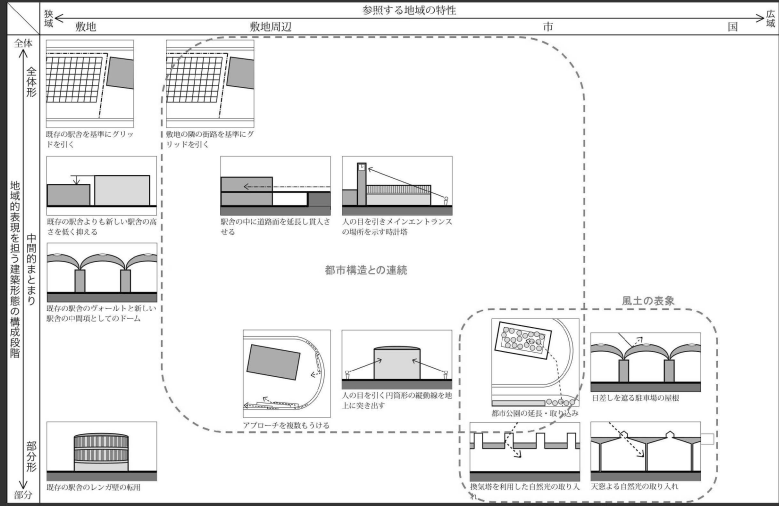 参照する地域の特性
狭域
広域
敷地
敷地周辺
市
国
全体
全体形
既存の駅舎を基準にグリッ
ドを引く
敷地の隣の街路を基準にグ
リッドを引く
地域的表現を担う建築形態の構成段階
中間的まとまり
既存の駅舎よりも新しい駅舎の高
さを低く抑える
駅舎の中に道路面を延長し貫入さ
せる
人の目を引きメインエントランス
の場所を示す時計塔
既存の駅舎のヴォールトと新しい
駅舎の中間項としてのドーム
都市構造との連続
風土の表象
アプローチを複数もうける
人の目を引く円筒形の縦動線を地
上に突き出す
都市公園の延長・取り込み
日差しを遮る駐車場の屋根
部分形
部分
既存の駅舎のレンガ壁の転用
換気塔を利用した自然光の取り入
れ
天窓よる自然光の取り入れ